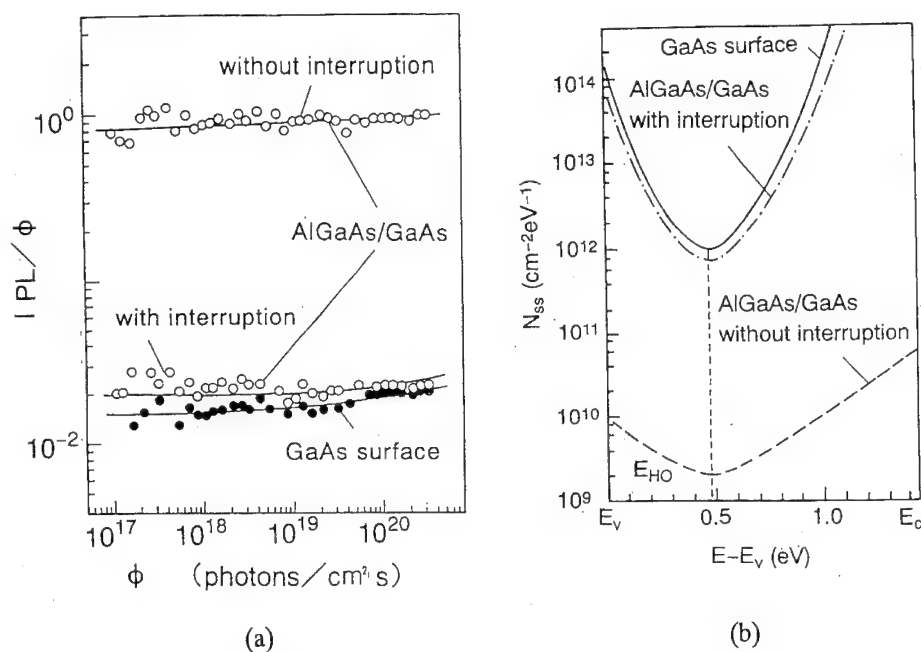 (a)
10⁰
10⁻²
I PL/ϕ
without interruption
AlGaAs/GaAs
with interruption
GaAs surface
10¹⁷
10¹⁸
10¹⁹
10²⁰
ϕ (photons/cm² s)
(a)
10¹⁴
10¹³
10¹²
10¹¹
10¹⁰
10⁹
Nss (cm⁻²eV⁻¹)
GaAs surface
AlGaAs/GaAs
with interruption
AlGaAs/GaAs
without interruption
EHO
Ev
0.5
1.0
Ec
E-Ev (eV)
(b)